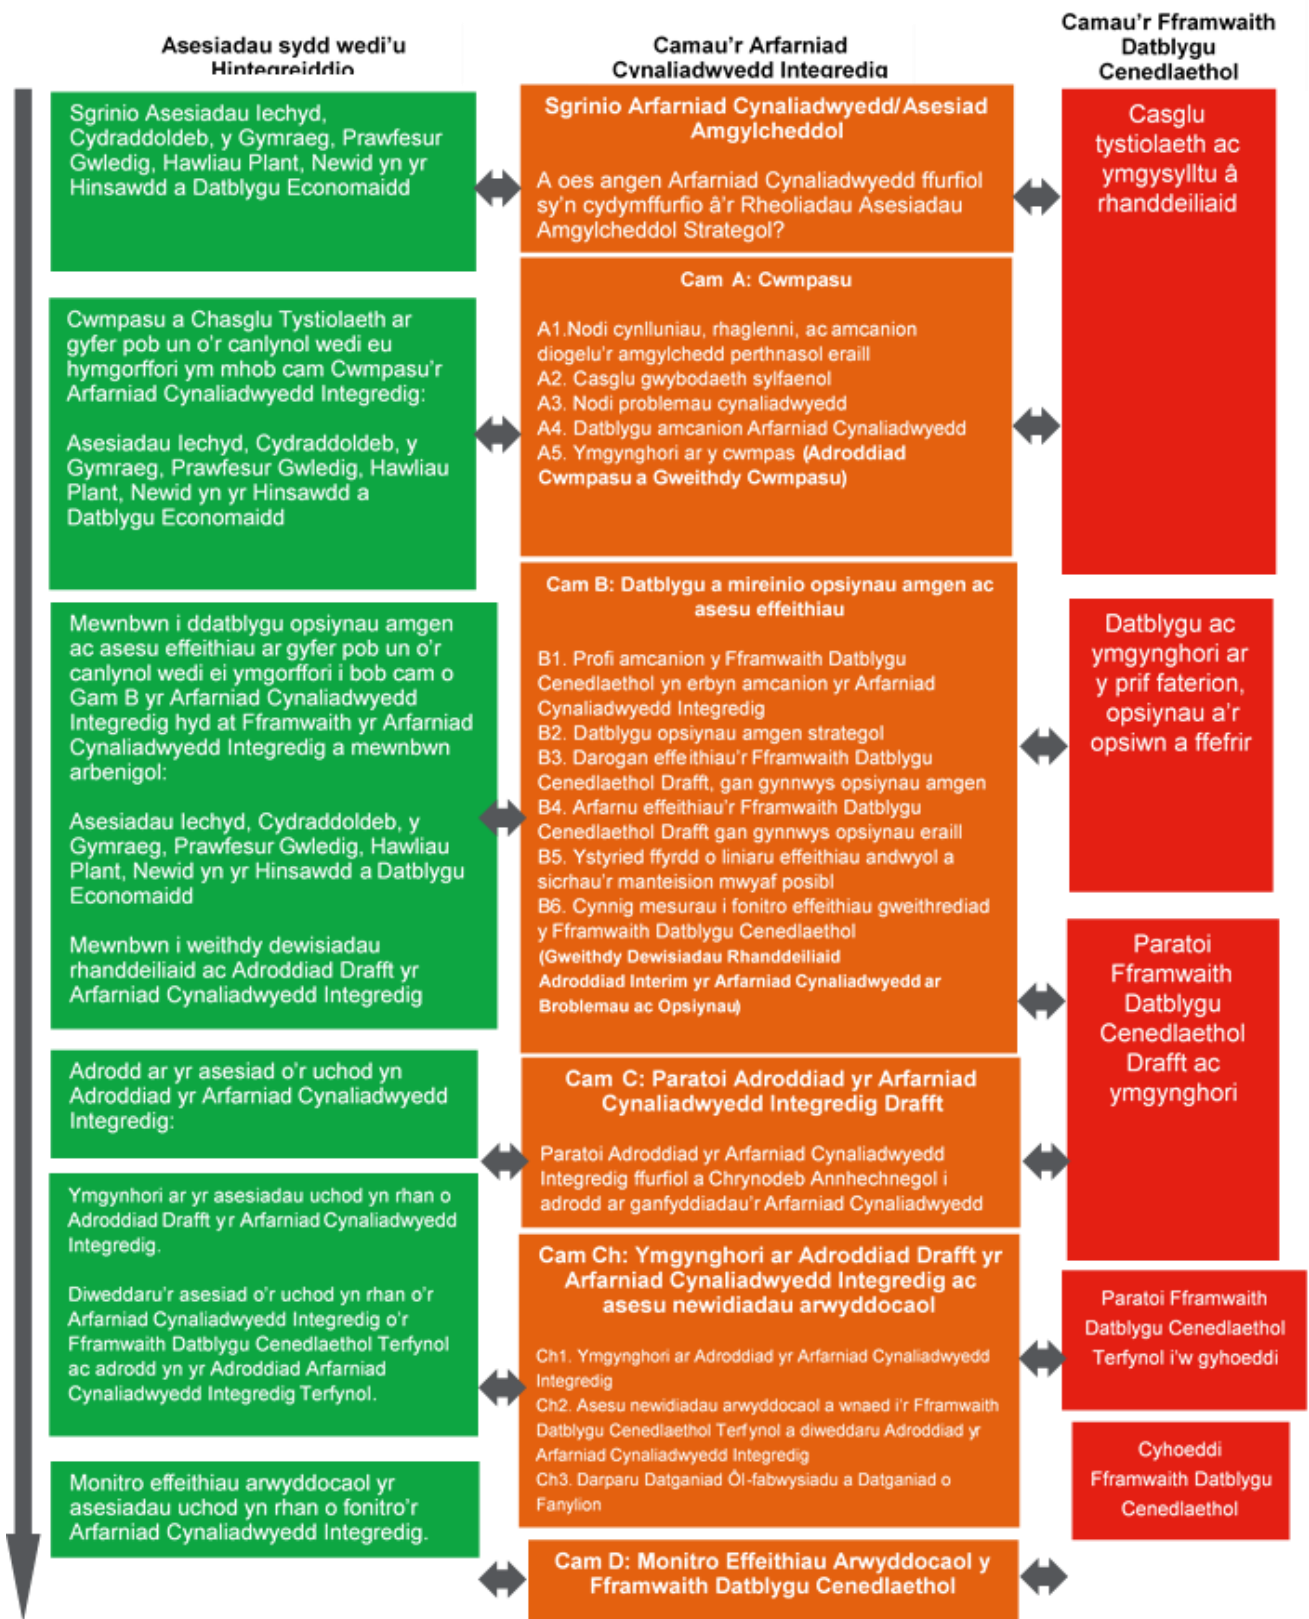 Asesiadau sydd wedi'u
Hintegreiddio
Sgrinio Asesiadau Iechyd,
Cydraddoldeb, y Gymraeg, Prawfesur
Gwledig, Hawliau Plant, Newid yn yr
Hinsawdd a Datblygu Economaidd
Cwmpasu a Chasglu Tystiolaeth ar
gyfer pob un o'r canlynol wedi eu
hymgorffori ym mhob cam Cwmpasu'r
Arfarniad Cynaliadwyedd Integredig:
Asesiadau Iechyd, Cydraddoldeb, y
Gymraeg, Prawfesur Gwledig, Hawliau
Plant, Newid yn yr Hinsawdd a
Datblygu Economaidd
Mewnbwn i ddatblygu opsiynau amgen
ac asesu effeithiau ar gyfer pob un o'r
canlynol wedi ei ymgorffori i bob cam o
Gam B yr Arfarniad Cynaliadwyedd
Integredig hyd at Fframwaith yr Arfarniad
Cynaliadwyedd Integredig a mewnbwn
arbenigol:
Asesiadau Iechyd, Cydraddoldeb, y
Gymraeg, Prawfesur Gwledig, Hawliau
Plant, Newid yn yr Hinsawdd a Datblygu
Economaidd
Mewnbwn i weithdy dewisiadau
rhanddeiliaid ac Adroddiad Drafft yr
Arfarniad Cynaliadwyedd Integredig
Adrodd ar yr asesiad o'r uchod yn
Adroddiad yr Arfarniad Cynaliadwyedd
Integredig:
Ymgynhori ar yr asesiadau uchod yn rhan o
Adroddiad Drafft yr Arfarniad Cynaliadwyedd
Integredig.
Diweddaru'r asesiad o'r uchod yn rhan o'r
Arfarniad Cynaliadwyedd Integredig o'r
Fframwaith Datblygu Cenedlaethol Terfynol
ac adrodd yn yr Adroddiad Arfarniad
Cynaliadwyedd Integredig Terfynol.
Monitro effeithiau arwyddocaol yr
asesiadau uchod yn rhan o fonitro'r
Arfarniad Cynaliadwyedd Integredig.
Camau'r Arfarniad
Cynaliadwyedd Integredig
Sgrinio Arfarniad Cynaliadwyedd/Asesiad
Amgylcheddol
A oes angen Arfarniad Cynaliadwyedd ffurfiol
sy'n cydymffurfio â'r Rheoliadau Asesiadau
Amgylcheddol Strategol?
Cam A: Cwmpasu
A1.Nodi cynlluniau, rhaglenni, ac amcanion
diogelu'r amgylchedd perthnasol eraill
A2. Casglu gwybodaeth sylfaenol
A3. Nodi problemau cynaliadwyedd
A4. Datblygu amcanion Arfarniad Cynaliadwyedd
A5. Ymgynghori ar y cwmpas (Adroddiad
Cwmpasu a Gweithdy Cwmpasu)
Cam B: Datblygu a mireinio opsiynau amgen ac
asesu effeithiau
B1. Profi amcanion y Fframwaith Datblygu
Cenedlaethol yn erbyn amcanion yr Arfarniad
Cynaliadwyedd Integredig
B2. Datblygu opsiynau amgen strategol
B3. Darogan effeithiau'r Fframwaith Datblygu
Cenedlaethol Drafft, gan gynnwys opsiynau amgen
B4. Arfarnu effeithiau'r Fframwaith Datblygu
Cenedlaethol Drafft gan gynnwys opsiynau eraill
B5. Ystyried ffyrdd o liniaru effeithiau andwyol a
sicrhau'r manteision mwyaf posibl
B6. Cynnig mesurau i fonitro effeithiau gweithrediad
y Fframwaith Datblygu Cenedlaethol
(Gweithdy Dewisiadau Rhanddeiliaid
Adroddiad Interim yr Arfarniad Cynaliadwyedd ar
Broblemau ac Opsiynau)
Cam C: Paratoi Adroddiad yr Arfarniad
Cynaliadwyedd Integredig Drafft
Paratoi Adroddiad yr Arfarniad Cynaliadwyedd
Integredig ffurfiol a Chrynodeb Annhechnegol i
adrodd ar ganfyddiadau'r Arfarniad Cynaliadwyedd
Cam Ch: Ymgynghori ar Adroddiad Drafft yr
Arfarniad Cynaliadwyedd Integredig ac
asesu newidiadau arwyddocaol
Ch1. Ymgynghori ar Adroddiad yr Arfarniad Cynaliadwyedd
Integredig
Ch2. Asesu newidiadau arwyddocaol a wnaed i'r Fframwaith
Datblygu Cenedlaethol Terfynol a diweddaru Adroddiad yr
Arfarniad Cynaliadwyedd Integredig
Ch3. Darparu Datganiad Ôl-fabwysiadu a Datganiad o
Fanylion
Cam D: Monitro Effeithiau Arwyddocaol y
Fframwaith Datblygu Cenedlaethol
Camau'r Fframwaith
Datblygu
Cenedlaethol
Casglu
tystiolaeth ac
ymgysylltu â
rhanddeiliaid
Datblygu ac
ymgynghori ar
y prif faterion,
opsiynau a'r
opsiwn a ffefrir
Paratoi
Fframwaith
Datblygu
Cenedlaethol
Drafft ac
ymgynghori
Paratoi Fframwaith
Datblygu Cenedlaethol
Terfynol i'w gyhoeddi
Cyhoeddi
Fframwaith Datblygu
Cenedlaethol